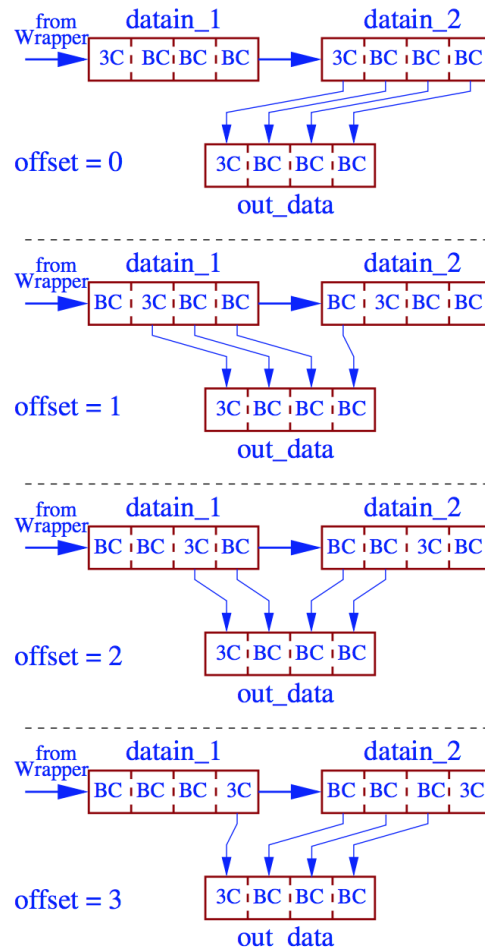 from
Wrapper
datain_1
datain_2
3C BC BC BC
3C BC BC BC
offset = 0
3C BC BC BC
out_data
from
Wrapper
datain_1
datain_2
BC 3C BC BC
BC 3C BC BC
offset = 1
3C BC BC BC
out_data
from
Wrapper
datain_1
datain_2
BC BC 3C BC
BC BC 3C BC
offset = 2
3C BC BC BC
out_data
from
Wrapper
datain_1
datain_2
BC BC BC 3C
BC BC BC 3C
offset = 3
3C BC BC BC
out_data